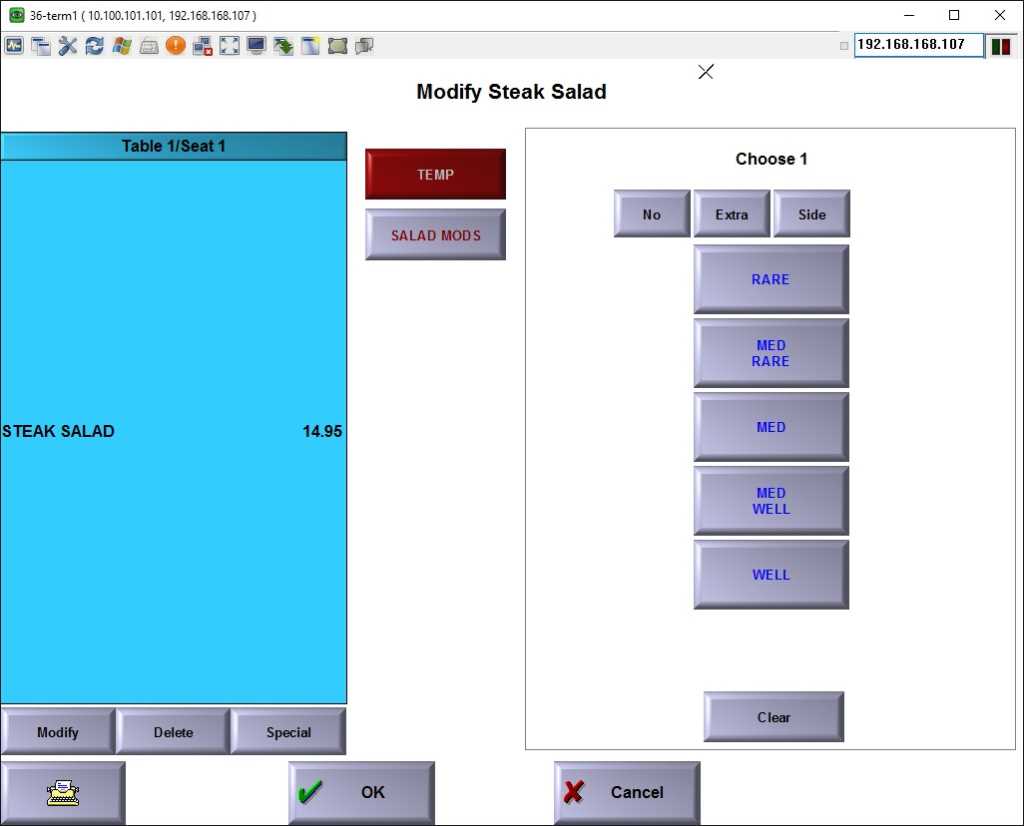 36-term1 ( 10.100.101.101, 192.168.168.107 )
192.168.168.107
Modify Steak Salad
Table 1/Seat 1
STEAK SALAD 14.95
TEMP
SALAD MODS
Choose 1
No Extra Side
RARE
MED
RARE
MED
MED
WELL
WELL
Clear
Modify Delete Special
OK Cancel